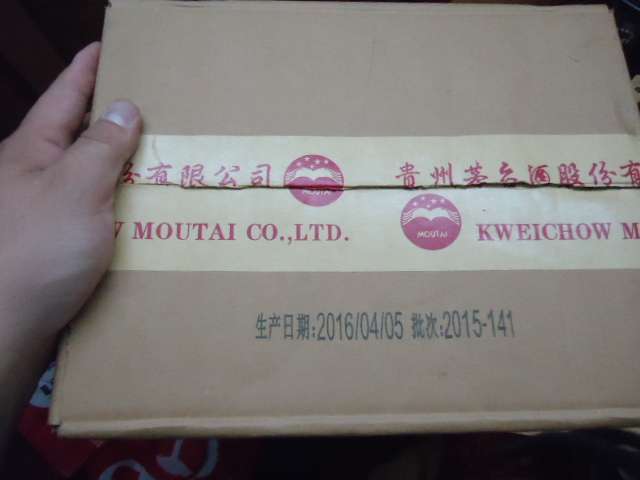 份有限公司 MOUTAI 贵州茅台酒股份有
W MOUTAI CO.,LTD. MOUTAI KWEICHOW M
生产日期:2016/04/05 批次:2015-141